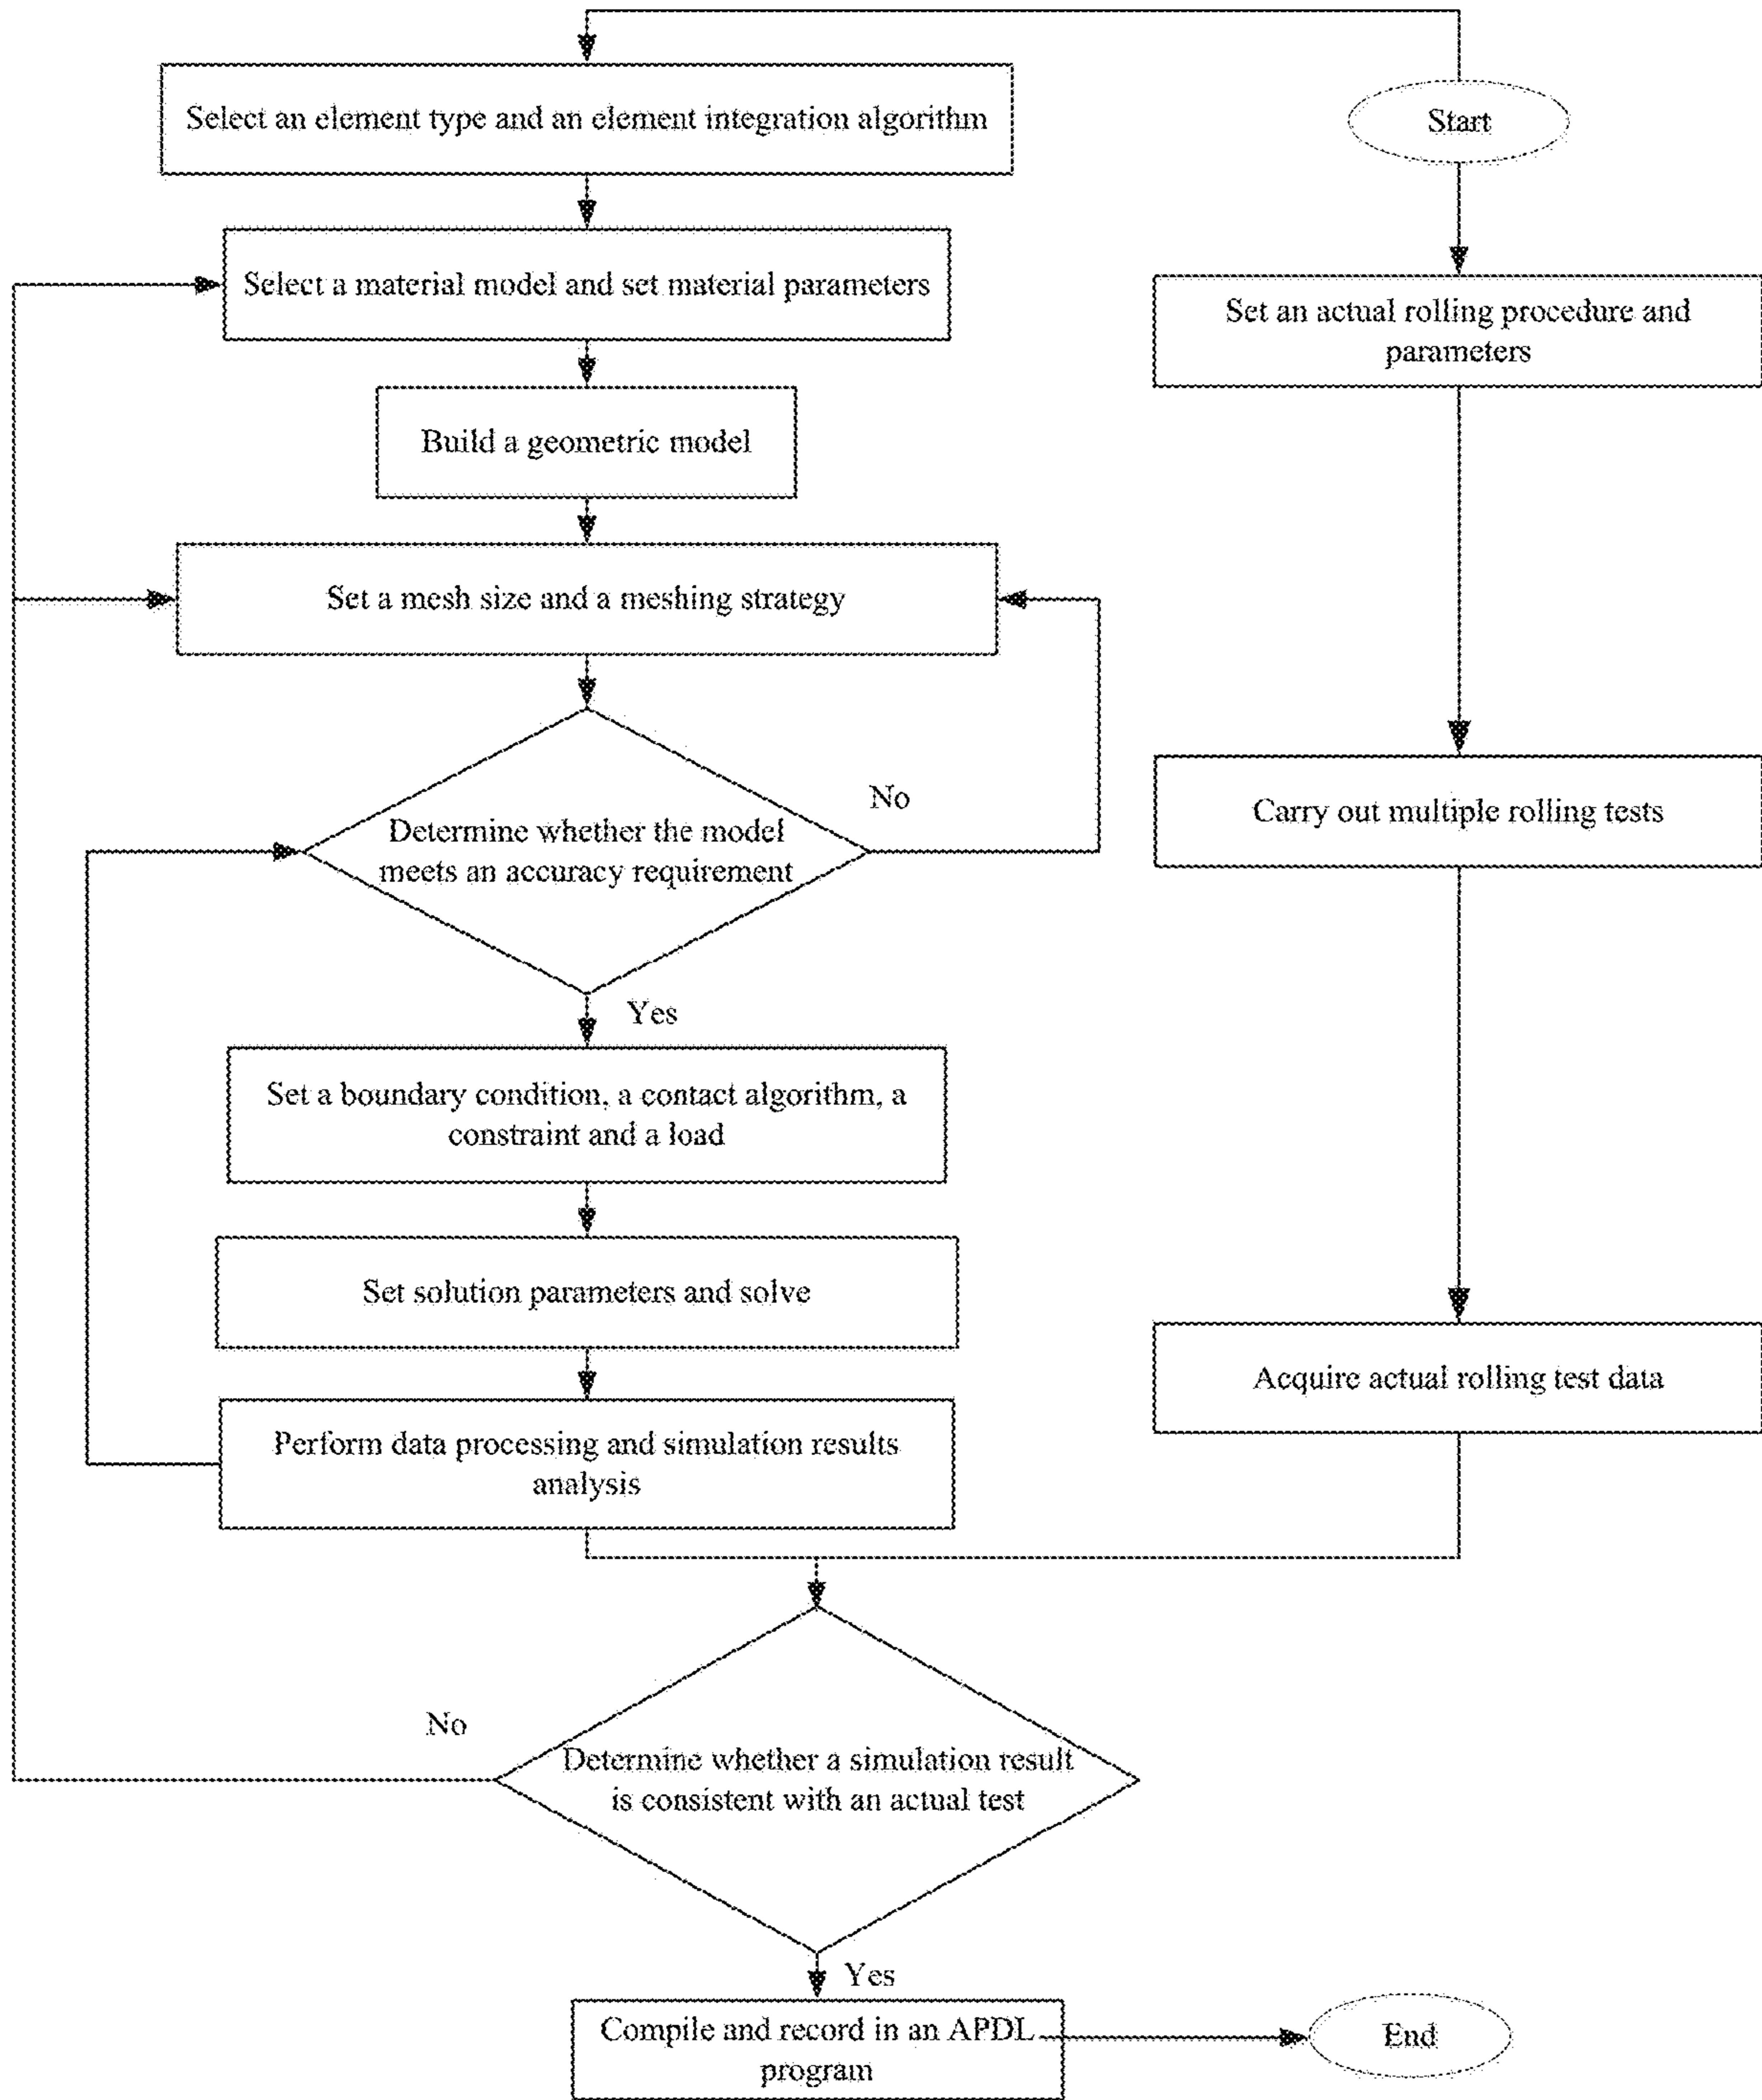 Select an element type and an element integration algorithm
Start
Select a material model and set material parameters
Set an actual rolling procedure and
parameters
Build a geometric model
Set a mesh size and a meshing strategy
No
Determine whether the model
meets an accuracy requirement
Carry out multiple rolling tests
Yes
Set a boundary condition, a contact algorithm, a
constraint and a load
Set solution parameters and solve
Acquire actual rolling test data
Perform data processing and simulation results
analysis
No
Determine whether a simulation result
is consistent with an actual test
Yes
Compile and record in an APDL
program
End